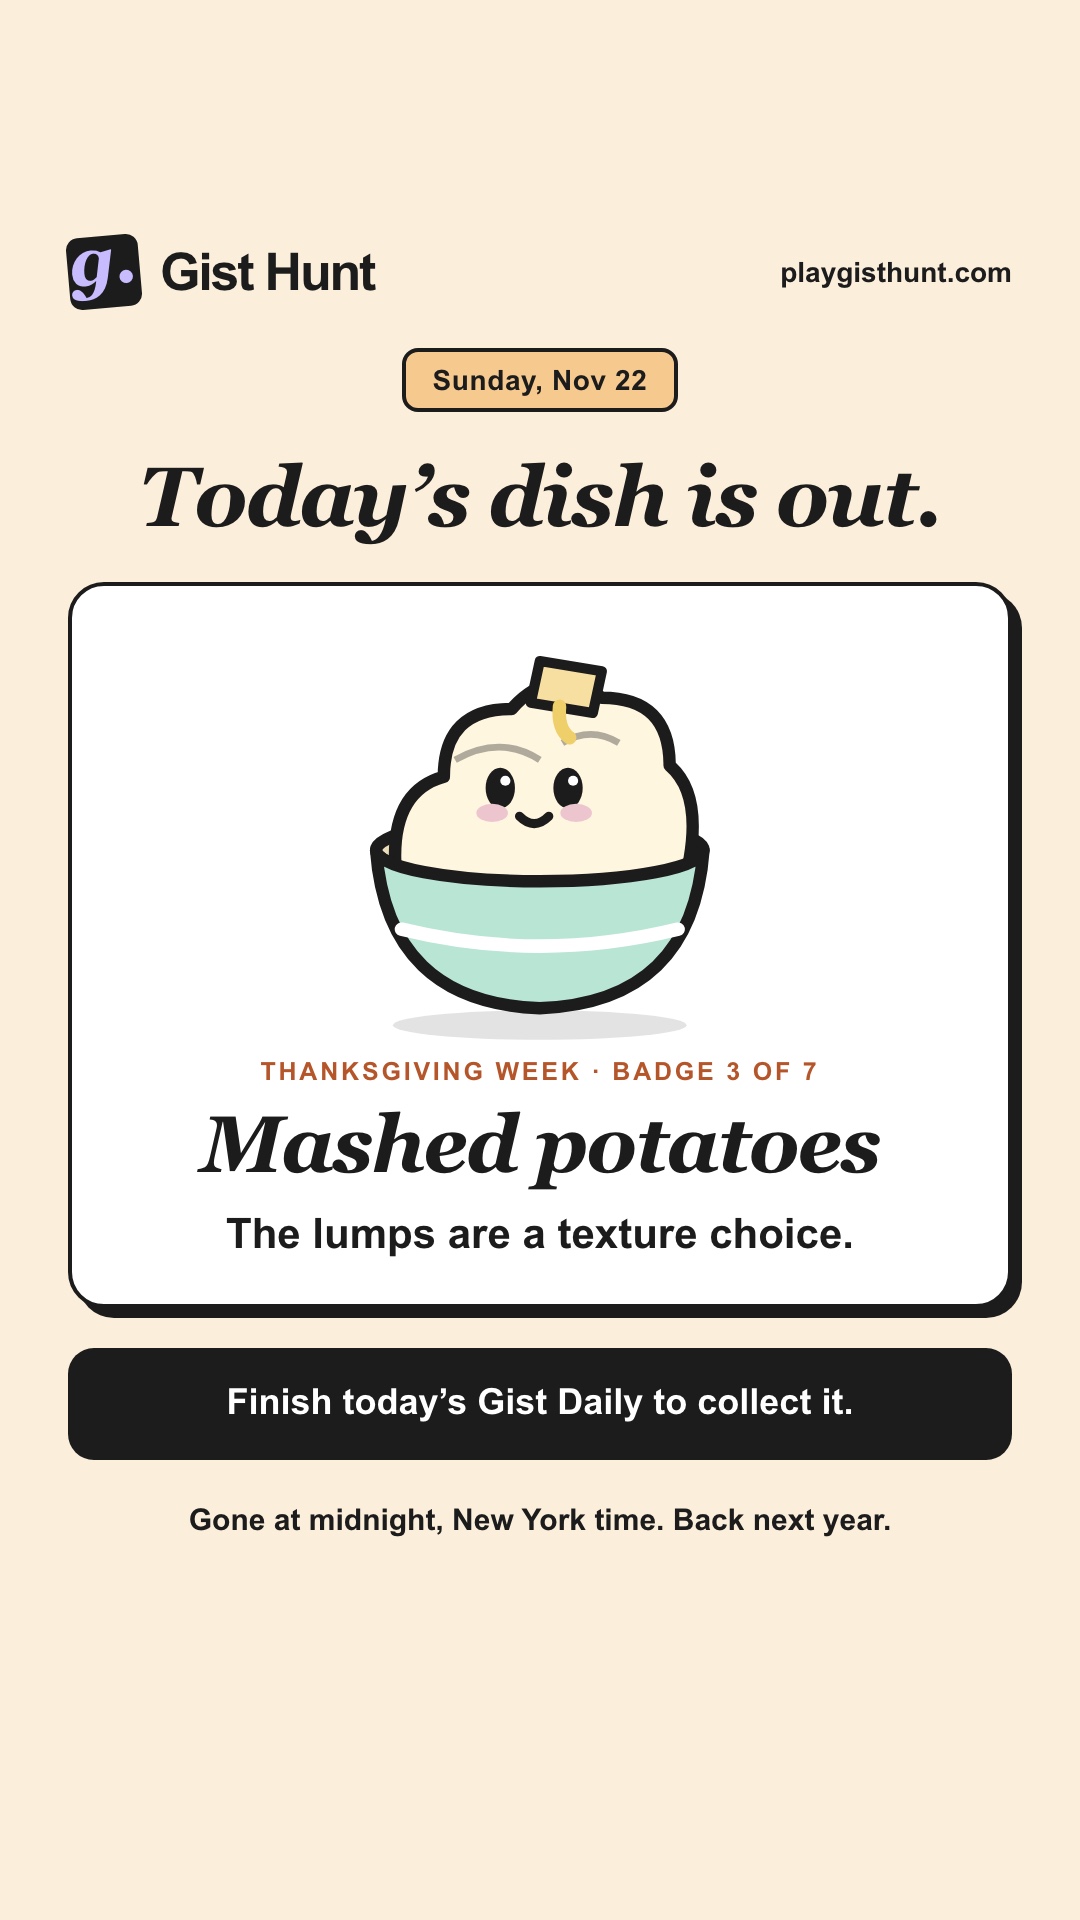 g.
Gist Hunt
playgisthunt.com
Sunday, Nov 22
Today’s dish is out.
THANKSGIVING WEEK · BADGE 3 OF 7
Mashed potatoes
The lumps are a texture choice.
Finish today’s Gist Daily to collect it.
Gone at midnight, New York time. Back next year.